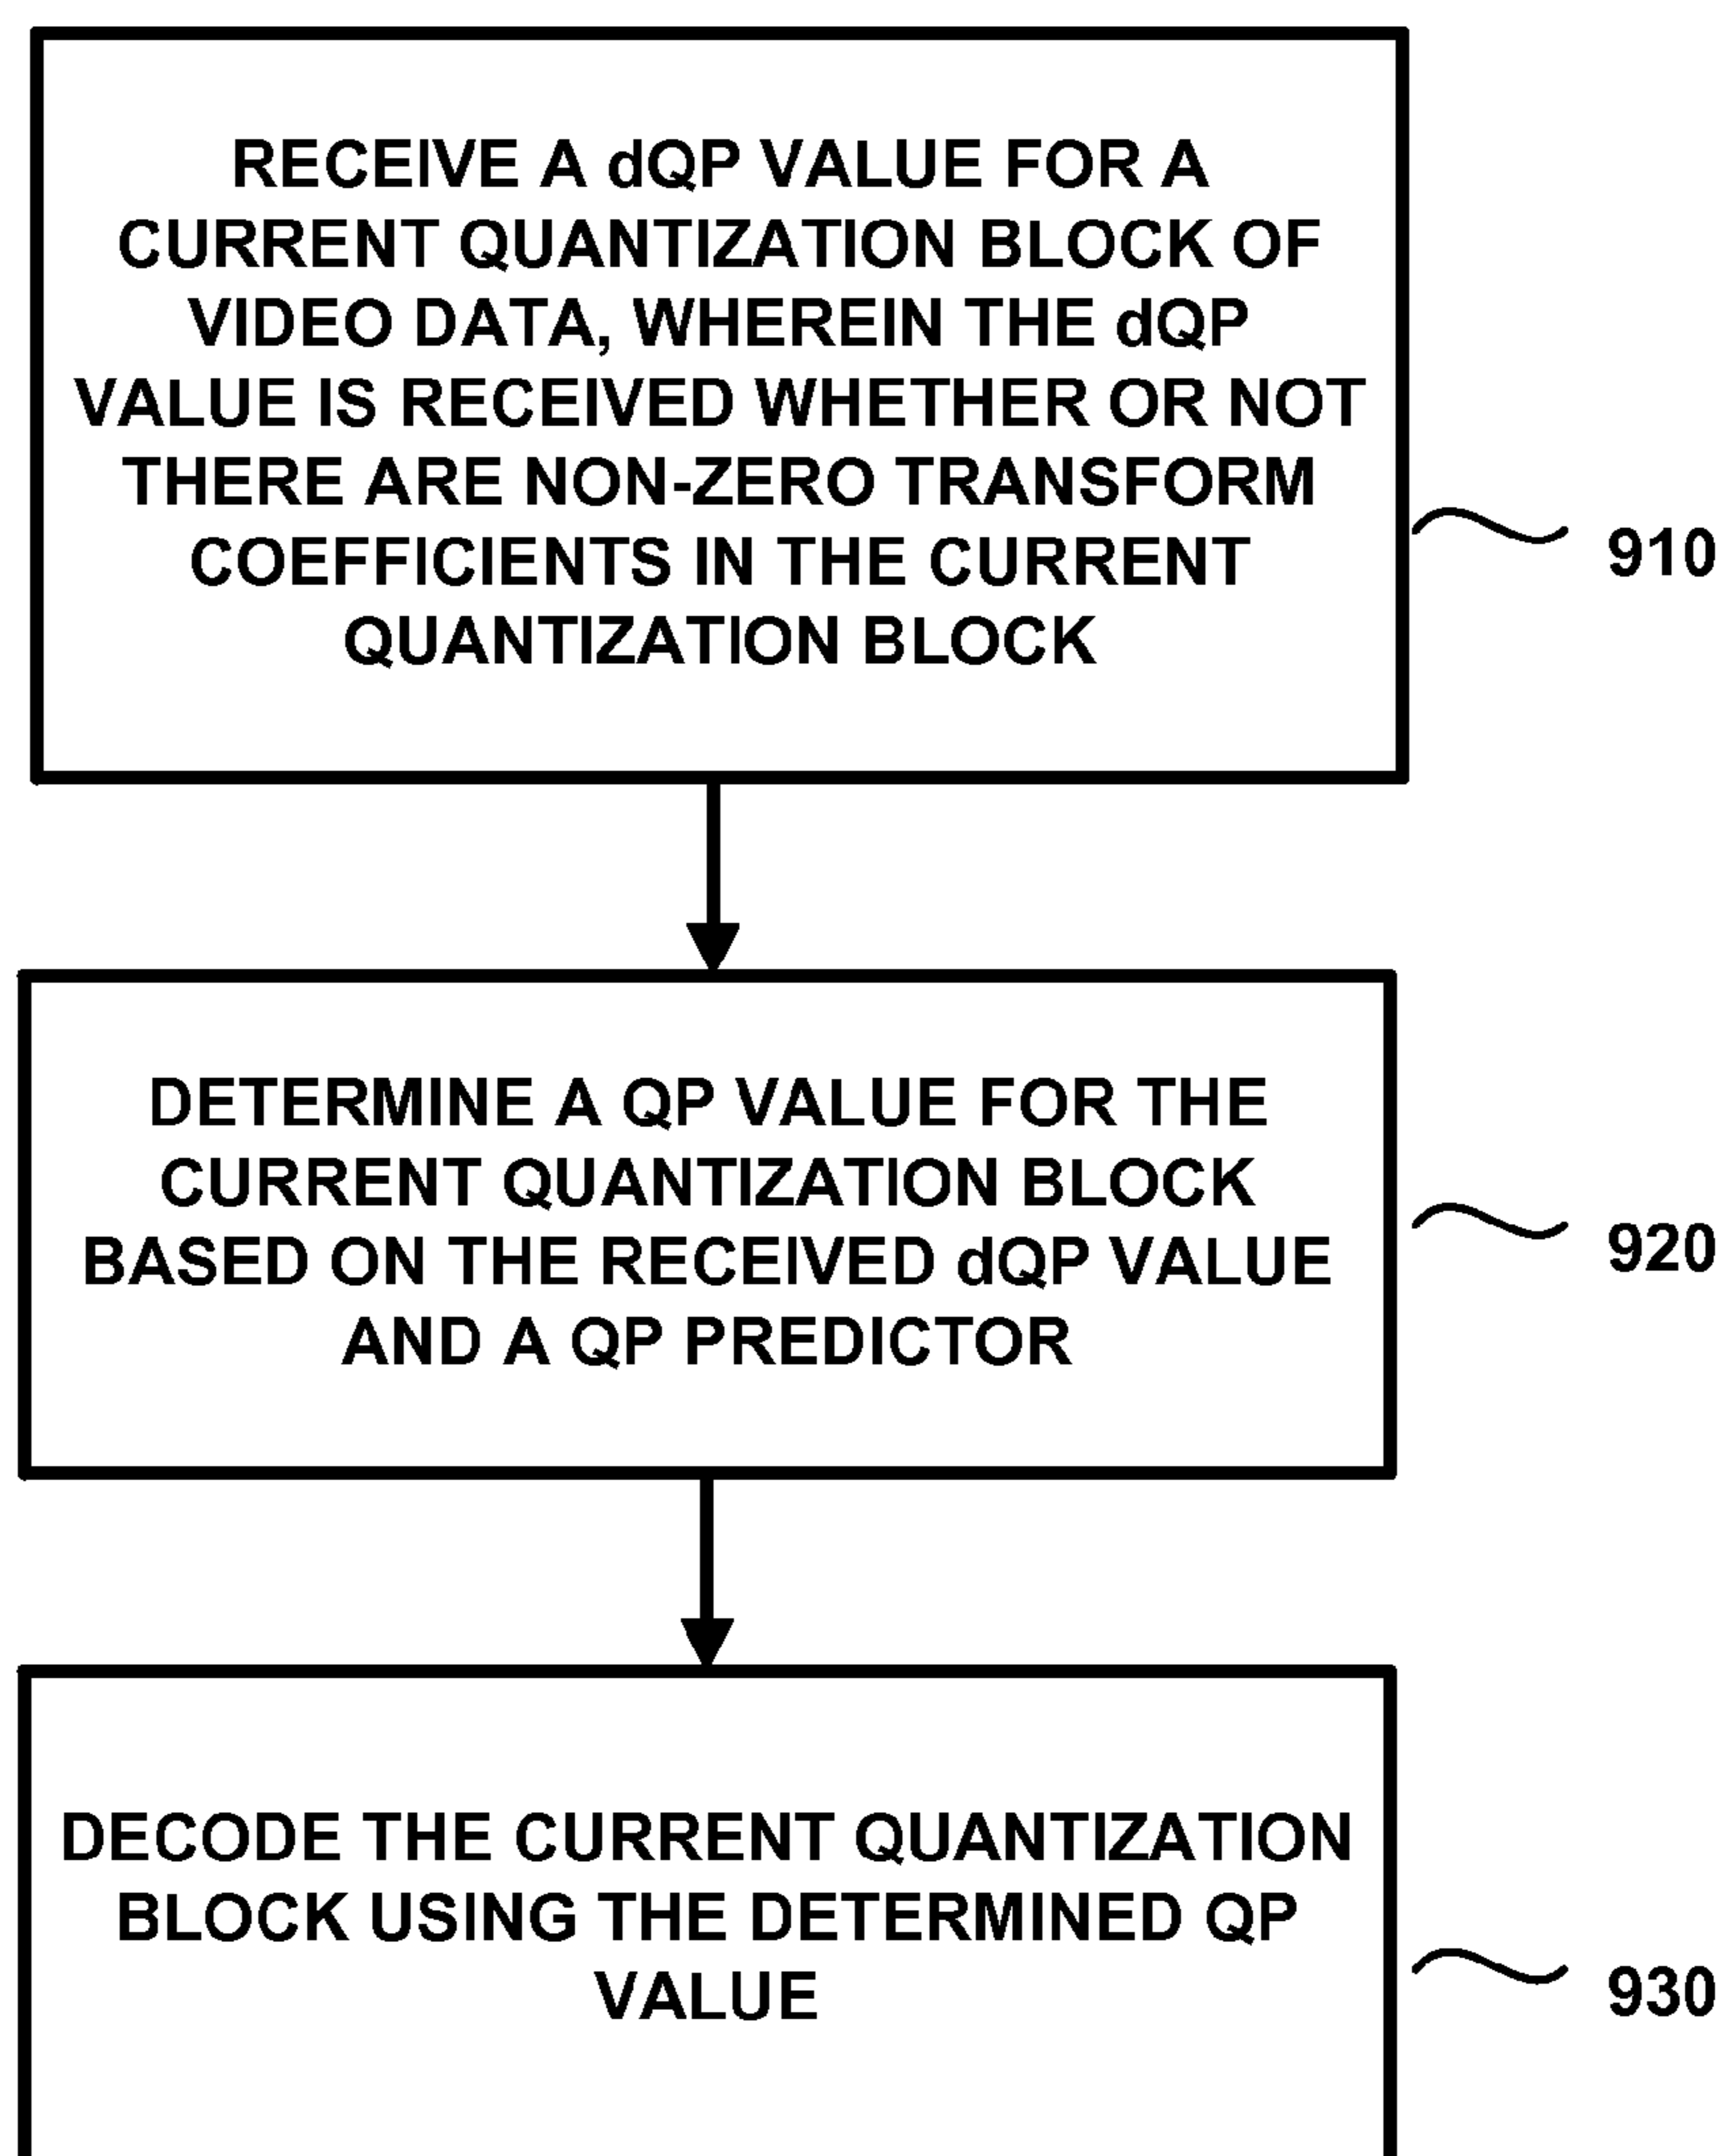 RECEIVE A dQP VALUE FOR A
CURRENT QUANTIZATION BLOCK OF
VIDEO DATA, WHEREIN THE dQP
VALUE IS RECEIVED WHETHER OR NOT
THERE ARE NON-ZERO TRANSFORM
COEFFICIENTS IN THE CURRENT
QUANTIZATION BLOCK
910
DETERMINE A QP VALUE FOR THE
CURRENT QUANTIZATION BLOCK
BASED ON THE RECEIVED dQP VALUE
AND A QP PREDICTOR
920
DECODE THE CURRENT QUANTIZATION
BLOCK USING THE DETERMINED QP
VALUE
930